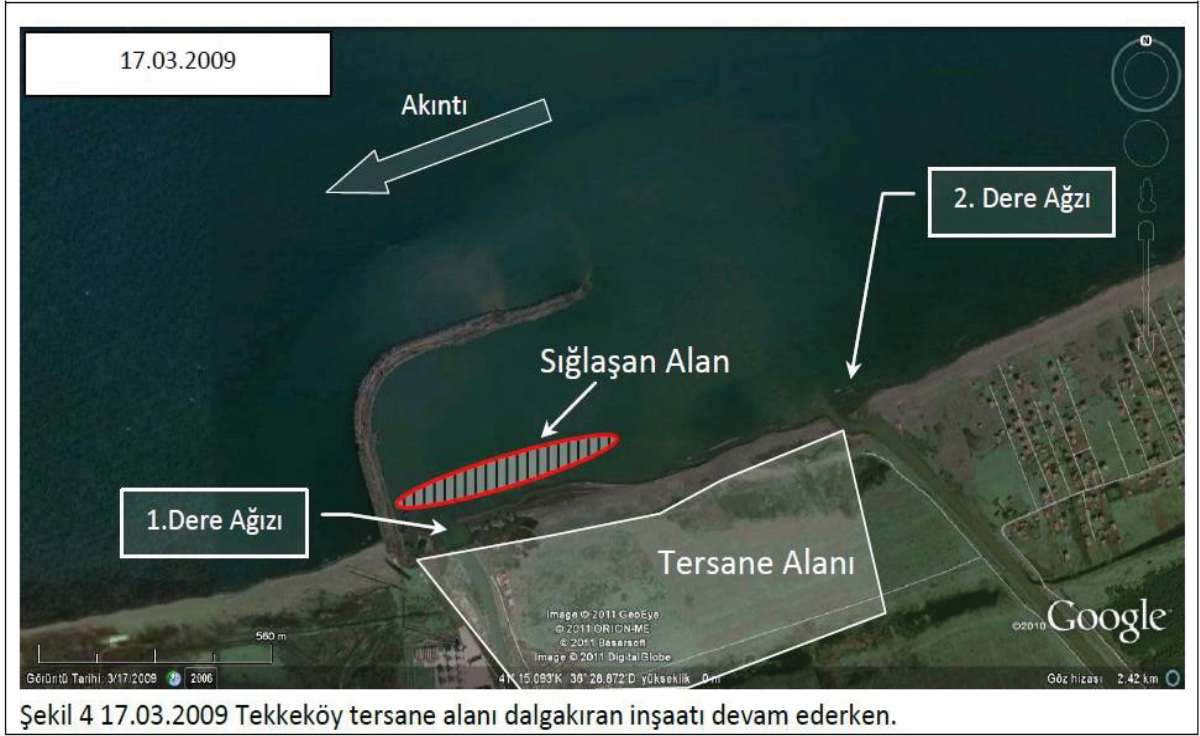 17.03.2009
N
Akıntı
2. Dere Ağzı
Sığlaşan Alan
1.Dere Ağızı
Tersane Alanı
Image © 2011 GeoEye
© 2011 ORION-ME
© 2011 Basarsoft
Image © 2011 DigitalGlobe
©2010 Google
560 m
Görüntü Tarihi: 3/17/2009 2006
41° 15.093'K 36° 28.872'D yükseklik 0 m
Göz hizası 2.42 km
Şekil 4 17.03.2009 Tekkeköy tersane alanı dalgakıran inşaatı devam ederken.